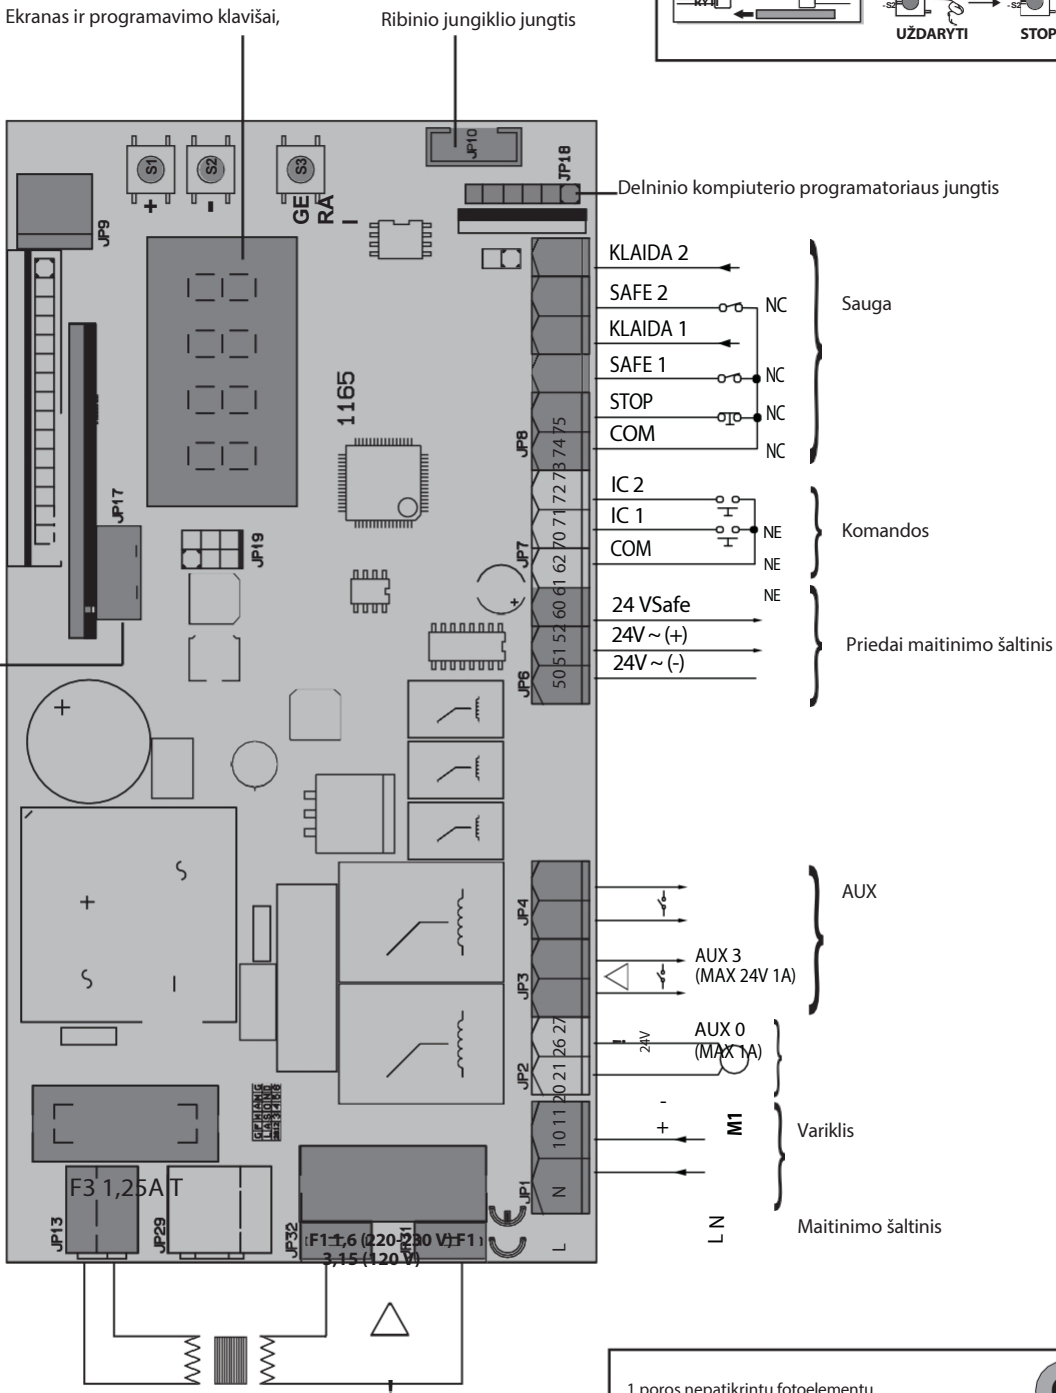 Ekranas ir programavimo klavišai,
Ribinio jungiklio jungtis
-S2
-S2
UŽDARYTI
STOP
S1
S2
S3
+
-
GE
RA
I
JP10
JP18
Delninio kompiuterio programatoriaus jungtis
JP9
KLAIDA 2
SAFE 2
NC
Sauga
KLAIDA 1
SAFE 1
NC
STOP
NC
COM
NC
1165
JP8
73 74 75
IC 2
IC 1
NE
Komandos
COM
NE
NE
JP17
JP19
JP7
70 71 72
24 VSafe
24V ~ (+)
24V ~ (-)
Priedai maitinimo šaltinis
JP6
50 51 52 60 61 62
+
+
AUX
JP4
AUX 3
(MAX 24V 1A)
JP3
AUX 0
(MAX 1A)
24V
JP2
20 21 26 27
-
+
M1
Variklis
10 11
JP1
N
L
L N
Maitinimo šaltinis
F3 1,25A T
JP13
JP29
JP32
JP31
F1 1,6 (220-230 V) F1
3,15 (120 V)
1 poros nepatikrintų fotoelementų